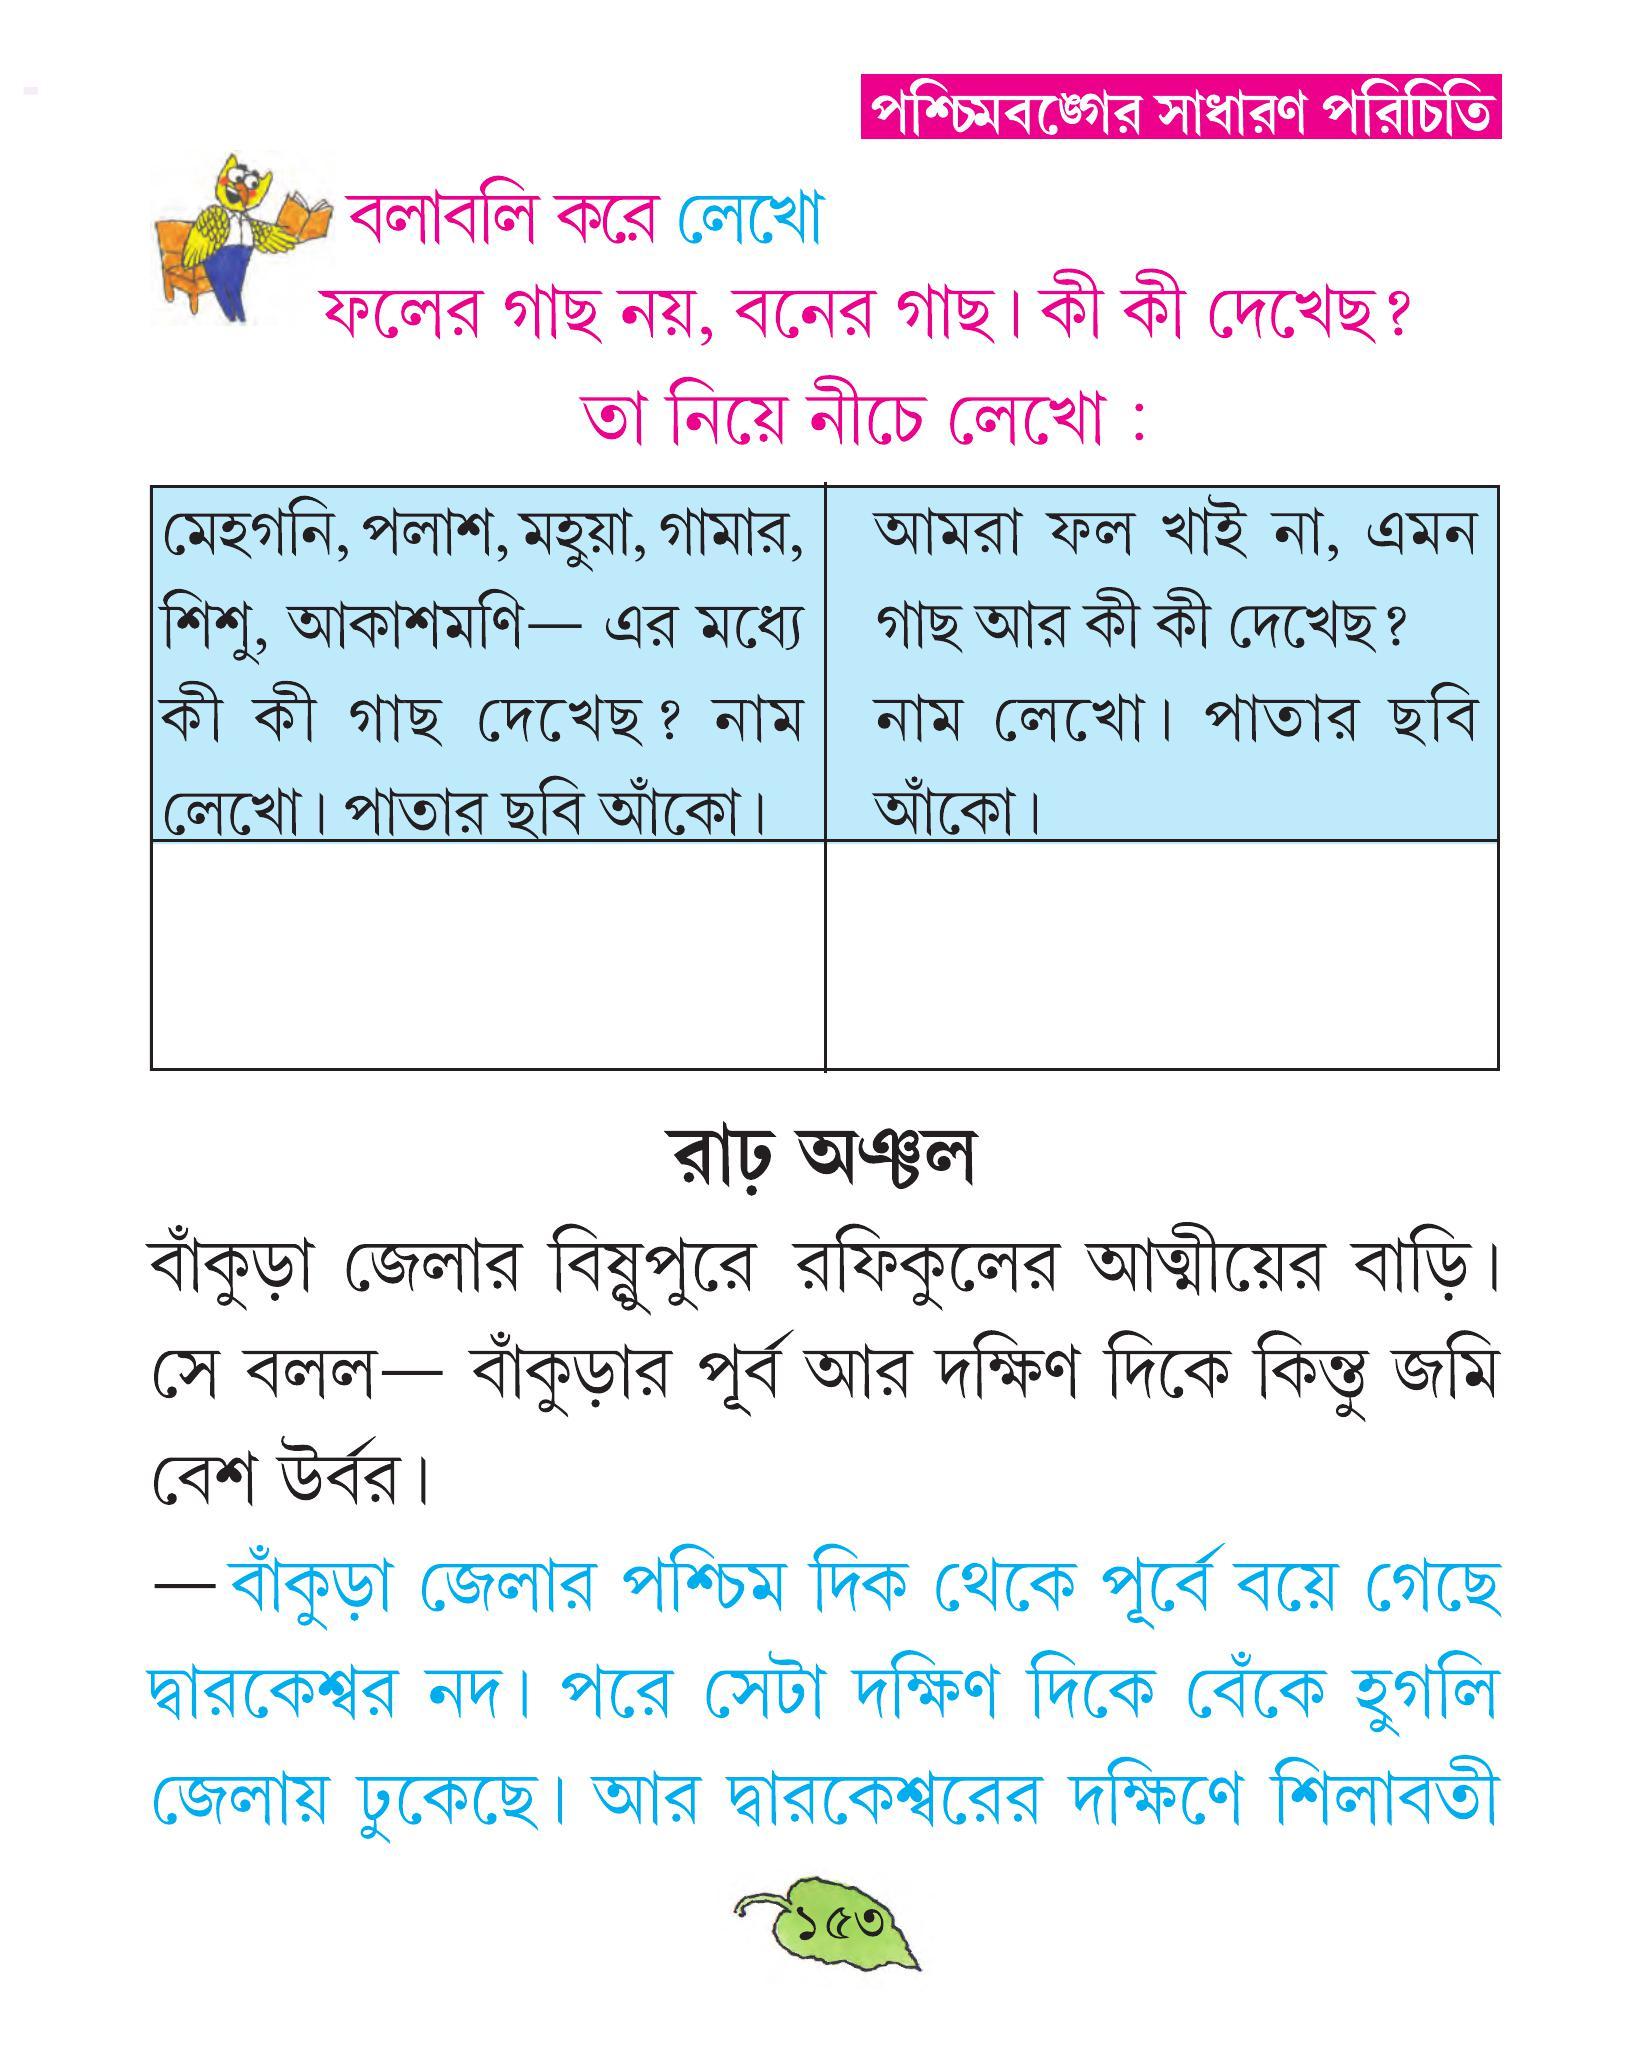 পশ্চিমবঙ্গের সাধারণ পরিচিতি
বলাবলি করে লেখো
ফলের গাছ নয়, বনের গাছ। কী কী দেখেছ?
তা নিয়ে নীচে লেখো :
মেহগনি, পলাশ, মহুয়া, গামার,
শিশু, আকাশমণি— এর মধ্যে
কী কী গাছ দেখেছ? নাম
লেখো। পাতার ছবি আঁকো।
আমরা ফল খাই না, এমন
গাছ আর কী কী দেখেছ?
নাম লেখো। পাতার ছবি
আঁকো।
রাঢ় অঞ্চল
বাঁকুড়া জেলার বিষ্ণুপুরে রফিকুলের আত্মীয়ের বাড়ি।
সে বলল— বাঁকুড়ার পূর্ব আর দক্ষিণ দিকে কিন্তু জমি
বেশ উর্বর।
— বাঁকুড়া জেলার পশ্চিম দিক থেকে পূর্বে বয়ে গেছে
দ্বারকেশ্বর নদ। পরে সেটা দক্ষিণ দিকে বেঁকে হুগলি
জেলায় ঢুকেছে। আর দ্বারকেশ্বরের দক্ষিণে শিলাবতী
১৫৩